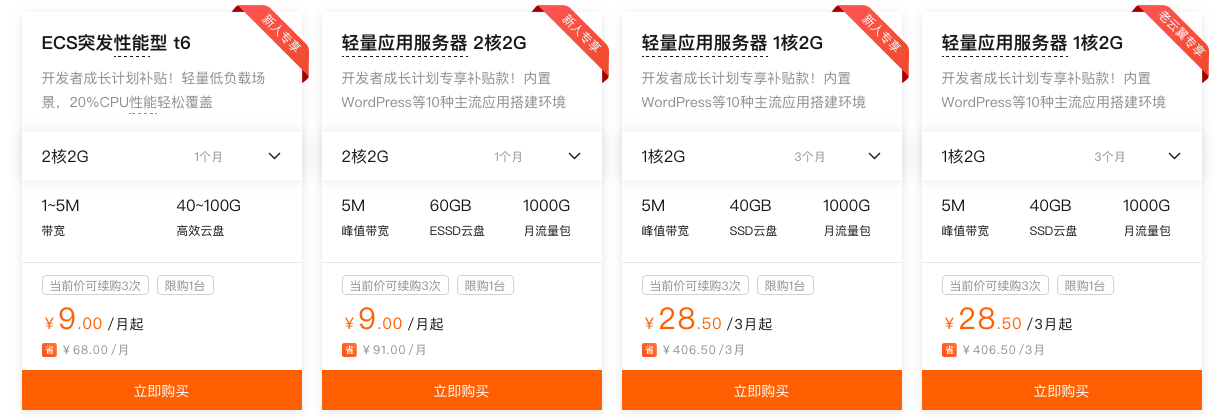 ECS突发性能型 t6
新人专享
开发者成长计划补贴！轻量低负载场
景，20%CPU性能轻松覆盖
2核2G
1个月
1~5M
40~100G
带宽
高效云盘
当前价可续购3次
限购1台
¥9.00 /月起
省 ¥68.00/月
立即购买
轻量应用服务器 2核2G
新人专享
开发者成长计划专享补贴款！内置
WordPress等10种主流应用搭建环境
2核2G
1个月
5M
60GB
1000G
峰值带宽
ESSD云盘
月流量包
当前价可续购3次
限购1台
¥9.00 /月起
省 ¥91.00/月
立即购买
轻量应用服务器 1核2G
新人专享
开发者成长计划专享补贴款！内置
WordPress等10种主流应用搭建环境
1核2G
3个月
5M
40GB
1000G
峰值带宽
SSD云盘
月流量包
当前价可续购3次
限购1台
¥28.50 /3月起
省 ¥406.50/3月
立即购买
轻量应用服务器 1核2G
老云翼专享
开发者成长计划专享补贴款！内置
WordPress等10种主流应用搭建环境
1核2G
3个月
5M
40GB
1000G
峰值带宽
SSD云盘
月流量包
当前价可续购3次
限购1台
¥28.50 /3月起
省 ¥406.50/3月
立即购买